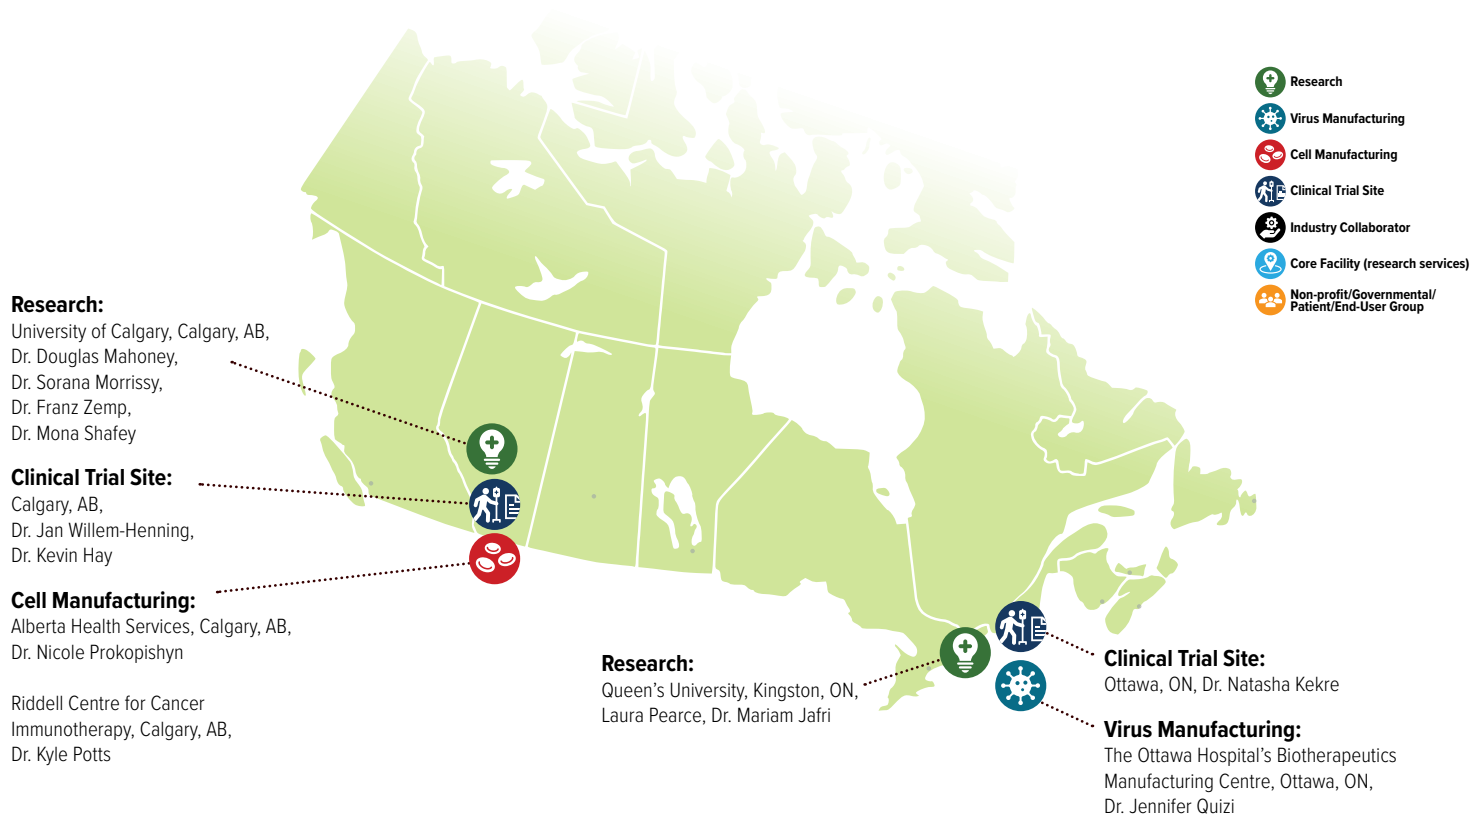 Research
Virus Manufacturing
Cell Manufacturing
Clinical Trial Site
Industry Collaborator
Core Facility (research services)
Non-profit/Governmental/
Patient/End-User Group
Research:
University of Calgary, Calgary, AB,
Dr. Douglas Mahoney,
Dr. Sorana Morrissy,
Dr. Franz Zemp,
Dr. Mona Shafey
Clinical Trial Site:
Calgary, AB,
Dr. Jan Willem-Henning,
Dr. Kevin Hay
Cell Manufacturing:
Alberta Health Services, Calgary, AB,
Dr. Nicole Prokopishyn
Riddell Centre for Cancer
Immunotherapy, Calgary, AB,
Dr. Kyle Potts
Research:
Queen's University, Kingston, ON,
Laura Pearce, Dr. Mariam Jafri
Clinical Trial Site:
Ottawa, ON, Dr. Natasha Kekre
Virus Manufacturing:
The Ottawa Hospital's Biotherapeutics
Manufacturing Centre, Ottawa, ON,
Dr. Jennifer Quizi